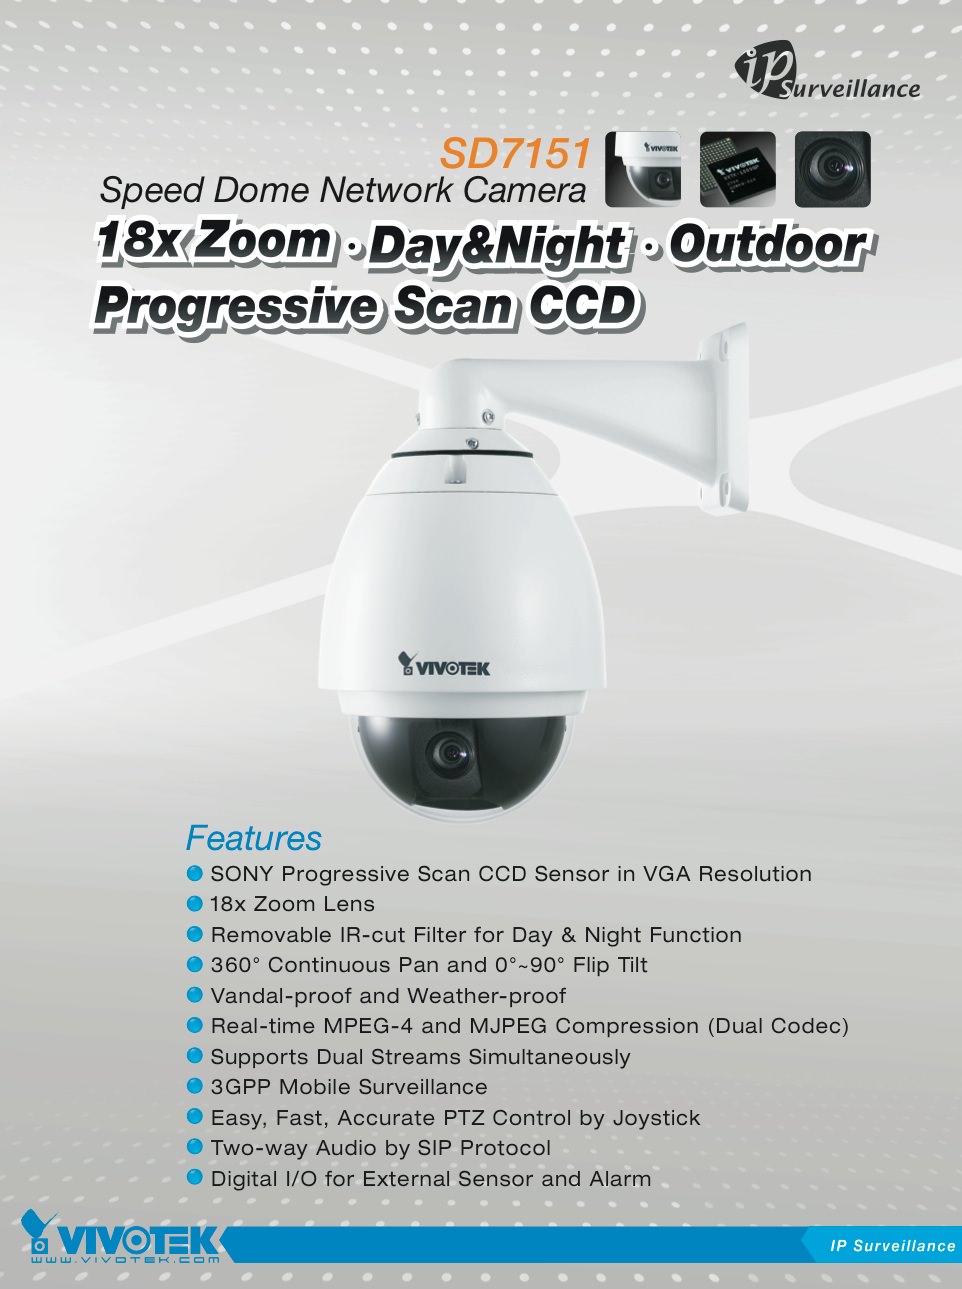 iP Surveillance
SD7151
Speed Dome Network Camera
18x Zoom · Day&Night · Outdoor
Progressive Scan CCD
VIVOTEK
VIVOTEK
VIVOTEK
Features
SONY Progressive Scan CCD Sensor in VGA Resolution
18x Zoom Lens
Removable IR-cut Filter for Day & Night Function
360° Continuous Pan and 0°~90° Flip Tilt
Vandal-proof and Weather-proof
Real-time MPEG-4 and MJPEG Compression (Dual Codec)
Supports Dual Streams Simultaneously
3GPP Mobile Surveillance
Easy, Fast, Accurate PTZ Control by Joystick
Two-way Audio by SIP Protocol
Digital I/O for External Sensor and Alarm
VIVOTEK
www.vivotek.com
IP Surveillance